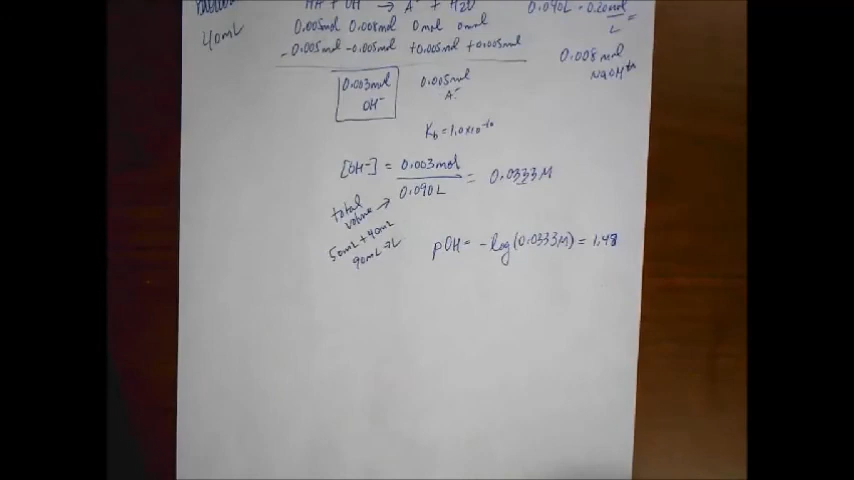 HA + OH⁻ → A⁻ + H2O
0.040L · 0.20mol/L =
40mL
0.005mol 0.008mol 0mol 0mol
-0.005mol -0.005mol +0.005mol +0.005mol
0.008mol
NaOH
0.003mol
OH⁻
0.005mol
A⁻
Kb = 1.0x10⁻¹⁰
[OH⁻] = 0.003mol / 0.090L = 0.0333M
total
volume →
50mL + 40mL
90mL → L
pOH = -log(0.0333M) = 1.48